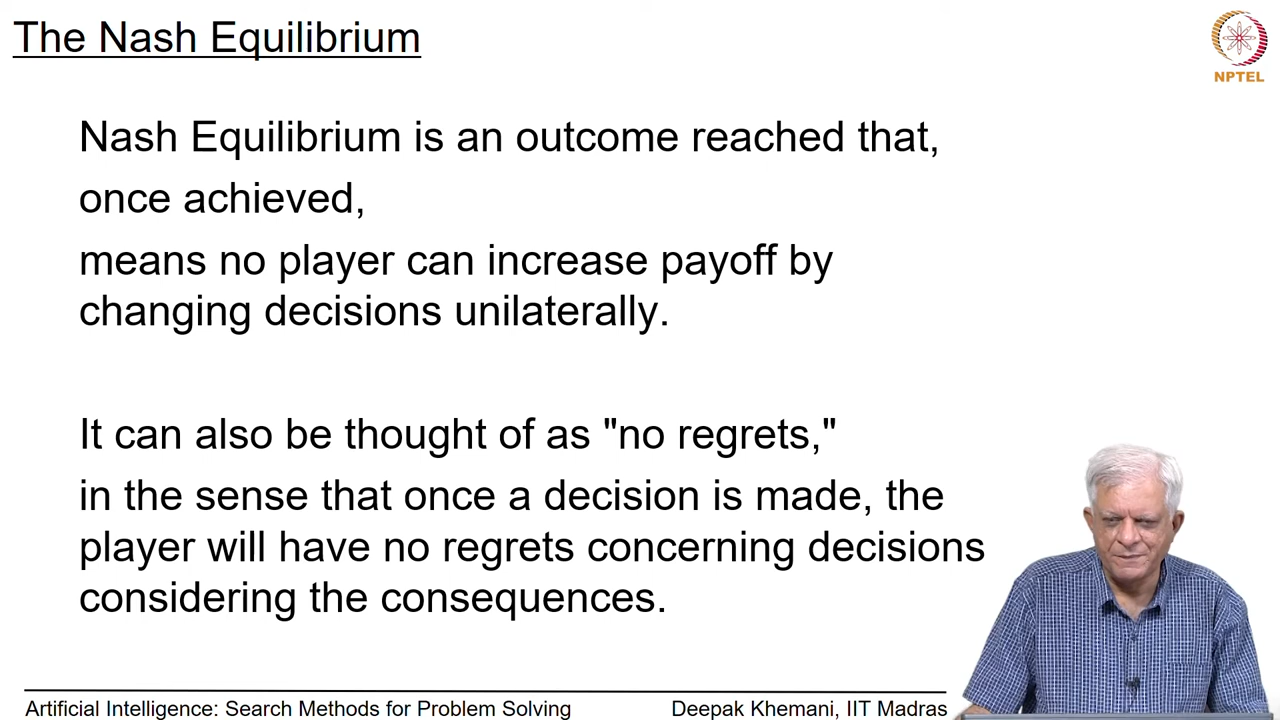 The Nash Equilibrium
NPTEL
Nash Equilibrium is an outcome reached that,
once achieved,
means no player can increase payoff by
changing decisions unilaterally.
It can also be thought of as "no regrets,"
in the sense that once a decision is made, the
player will have no regrets concerning decisions
considering the consequences.
Artificial Intelligence: Search Methods for Problem Solving
Deepak Khemani, IIT Madras